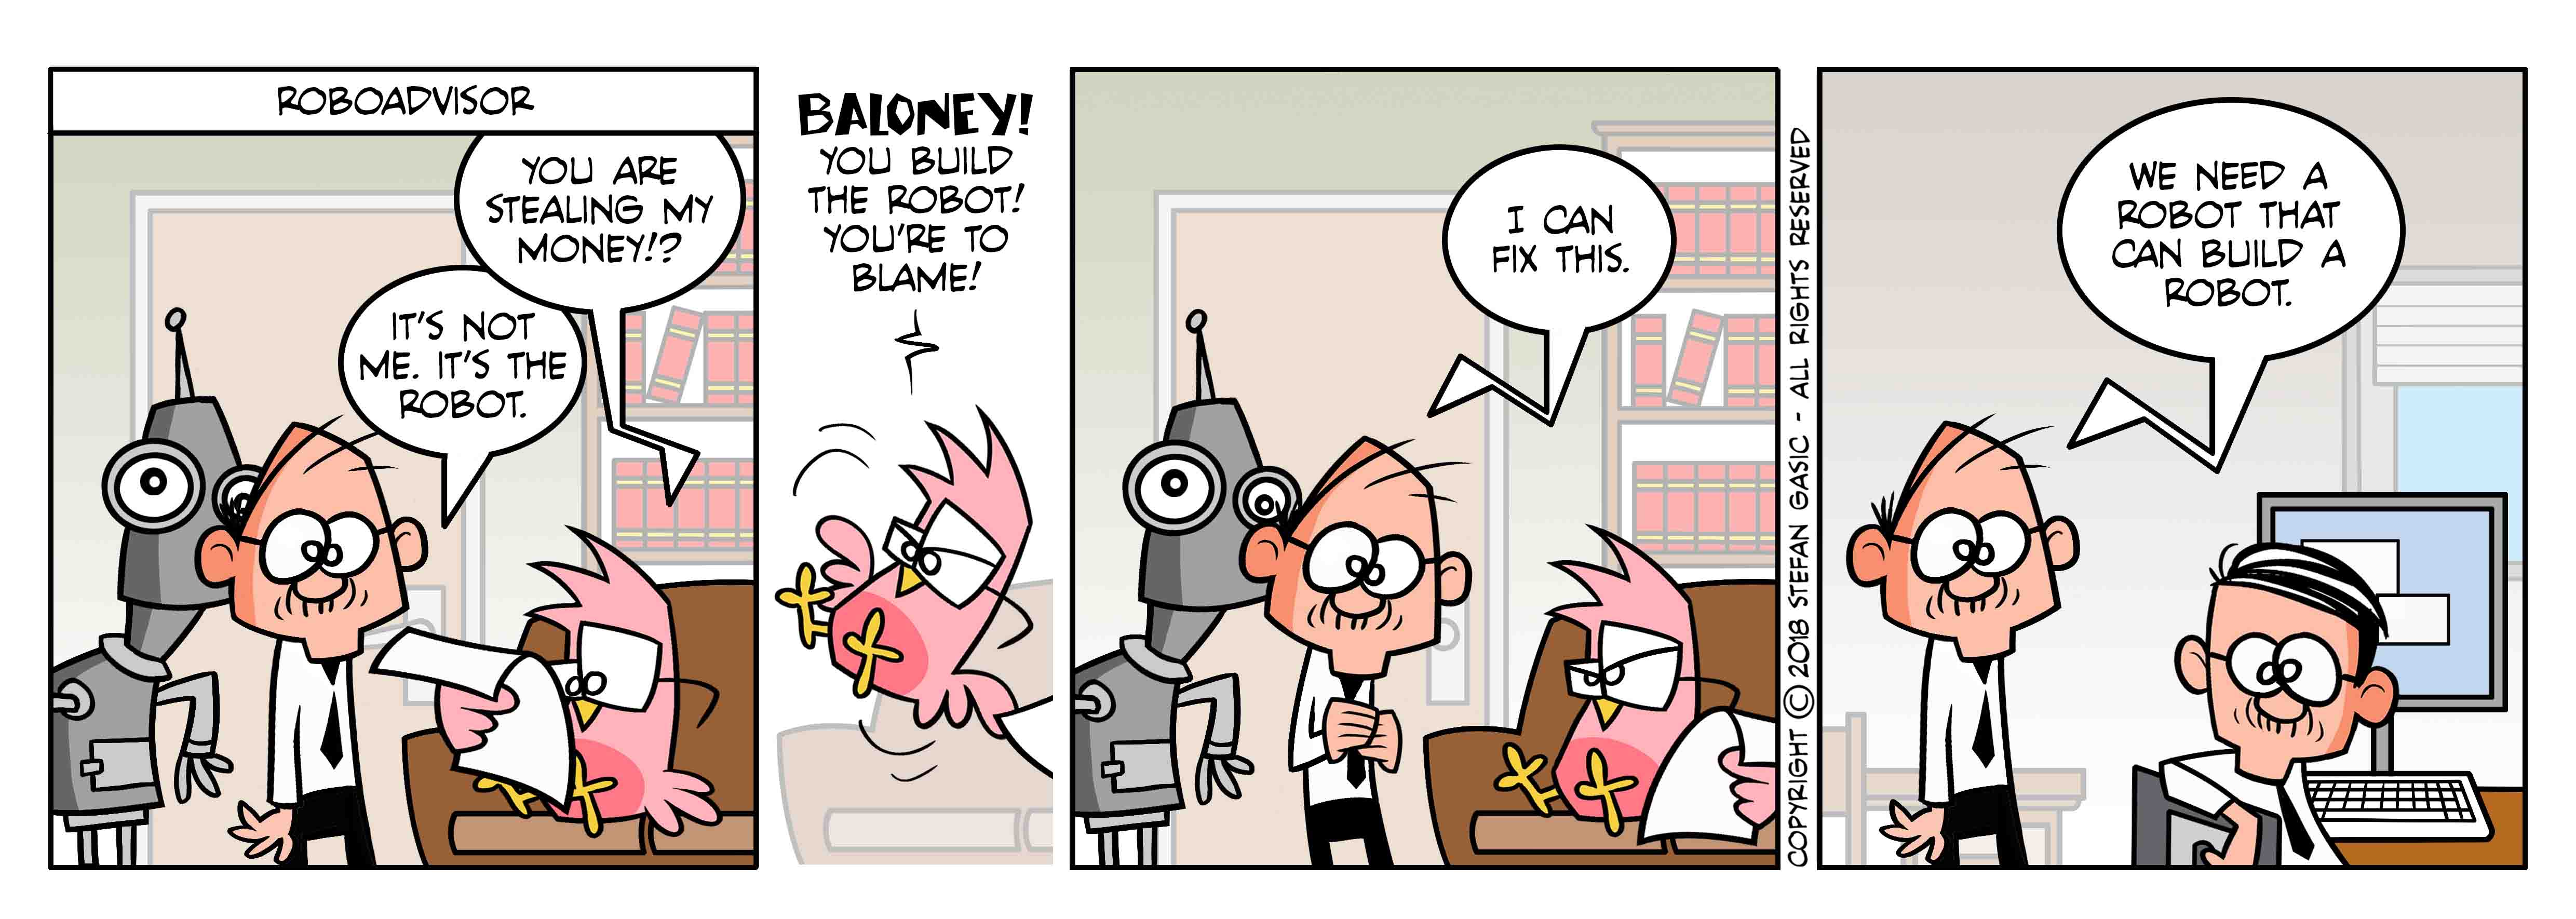 ROBOADVISOR
YOU ARE
STEALING MY
MONEY!?
IT'S NOT
ME. IT'S THE
ROBOT.
BALONEY!
YOU BUILD
THE ROBOT!
YOU'RE TO
BLAME!
I CAN
FIX THIS.
COPYRIGHT © 2018 STEFAN GASIC - ALL RIGHTS RESERVED
WE NEED A
ROBOT THAT
CAN BUILD A
ROBOT.